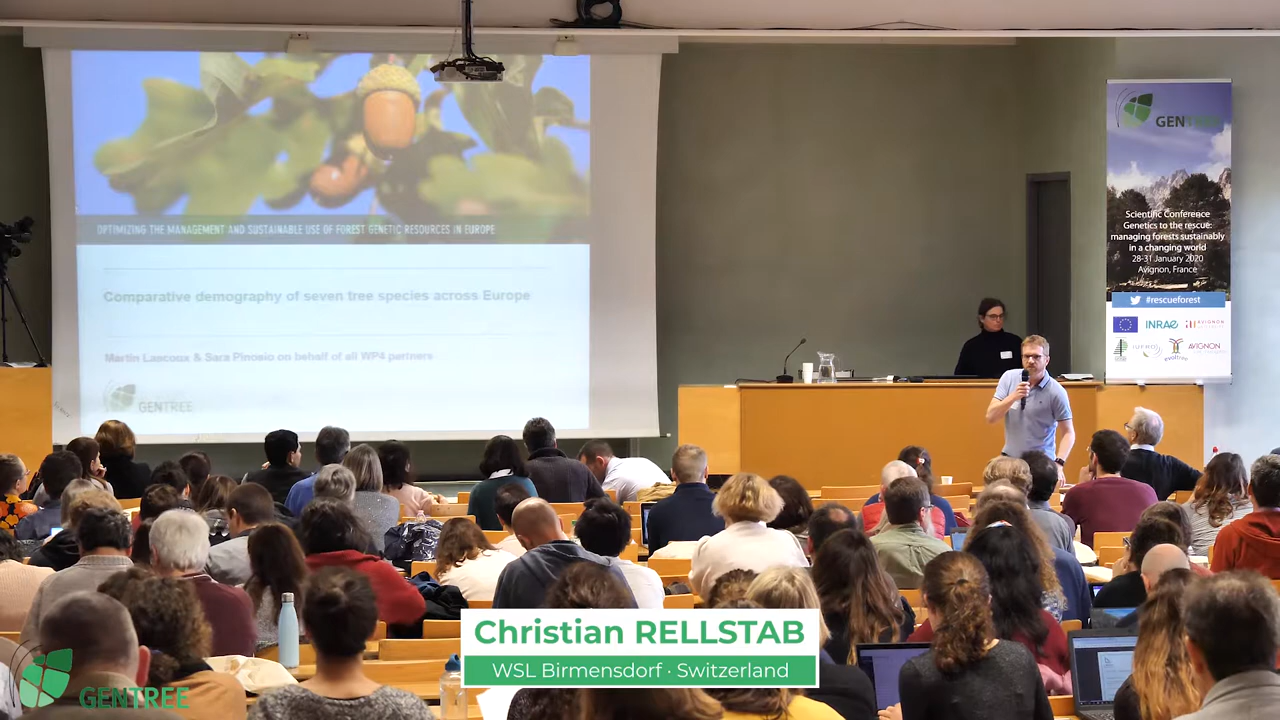 OPTIMIZING THE MANAGEMENT AND SUSTAINABLE USE OF FOREST GENETIC RESOURCES IN EUROPE
Comparative demography of seven tree species across Europe
Martin Lascoux & Sara Pinosio on behalf of all WP4 partners
GENTREE
GENTREE
Scientific Conference
Genetics to the rescue:
managing forests sustainably
in a changing world
28-31 January 2020
Avignon, France
#rescueforest
INRAE
AVIGNON
evoltree
AVIGNON
Christian RELLSTAB
WSL Birmensdorf · Switzerland
GENTREE